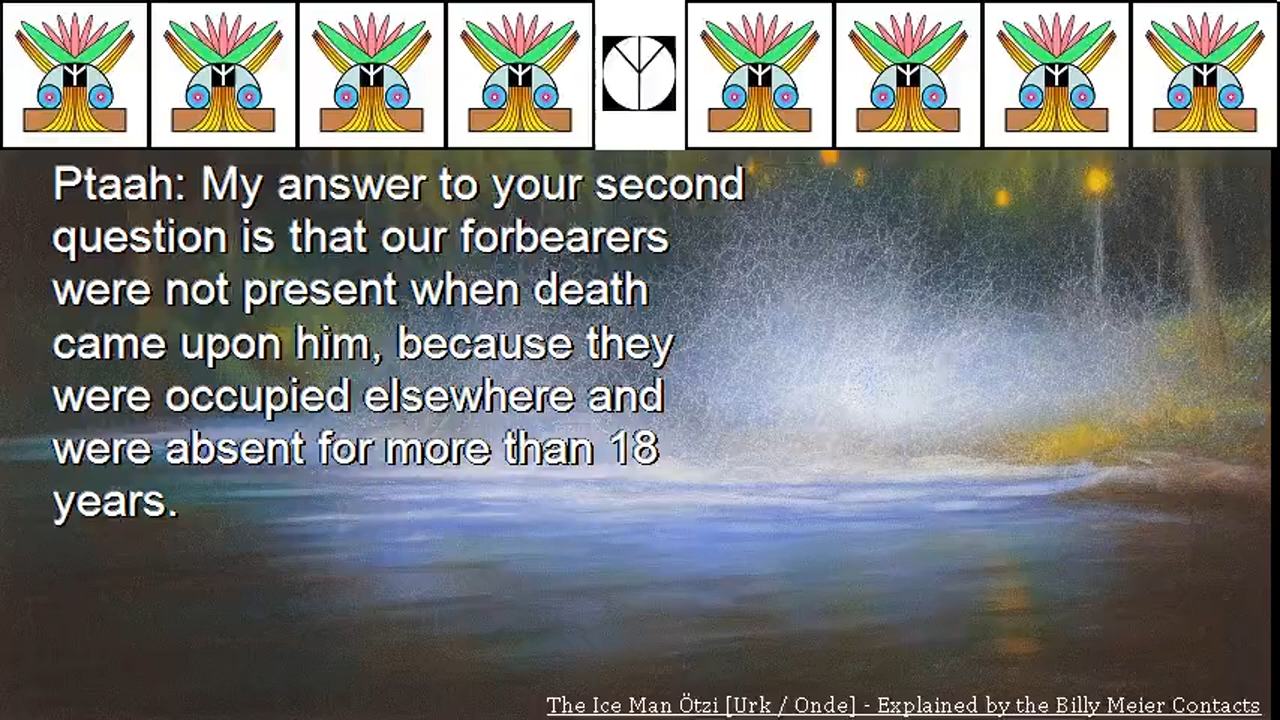 Ptaah: My answer to your second
question is that our forbearers
were not present when death
came upon him, because they
were occupied elsewhere and
were absent for more than 18
years.
The Ice Man Ötzi [Urk / Onde] - Explained by the Billy Meier Contacts